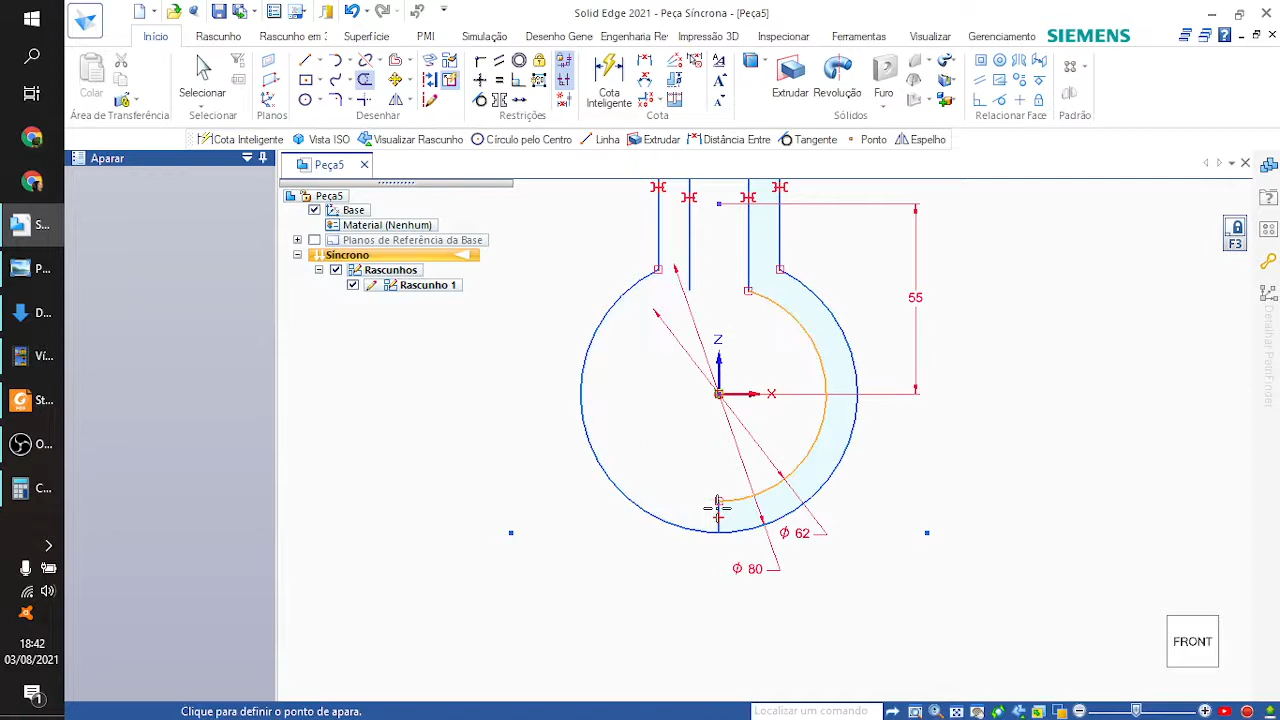 Solid Edge 2021 - Peça Síncrona - [Peça5]
Início
Rascunho
Rascunho em :
Superfície
PMI
Simulação
Desenho Gene
Engenharia Re
Impressão 3D
Inspecionar
Ferramentas
Visualizar
Gerenciamento
SIEMENS
Colar
Selecionar
Cota
Inteligente
Extrudar
Revolução
Furo
Área de Transferência
Selecionar
Planos
Desenhar
Restrições
Cota
Sólidos
Relacionar Face
Padrão
Cota Inteligente
Vista ISO
Visualizar Rascunho
Círculo pelo Centro
Linha
Extrudar
Distância Entre
Tangente
Ponto
Espelho
Aparar
Peça5
Peça5
Base
Material (Nenhum)
Planos de Referência da Base
Síncrono
Rascunhos
Rascunho 1
F3
Detalhar PathFinder
55
Z
X
Ø 62
Ø 80
FRONT
S...
P...
D...
Ví...
St...
O...
C...
18:42
03/08/2021
Clique para definir o ponto de apara.
Localizar um comando